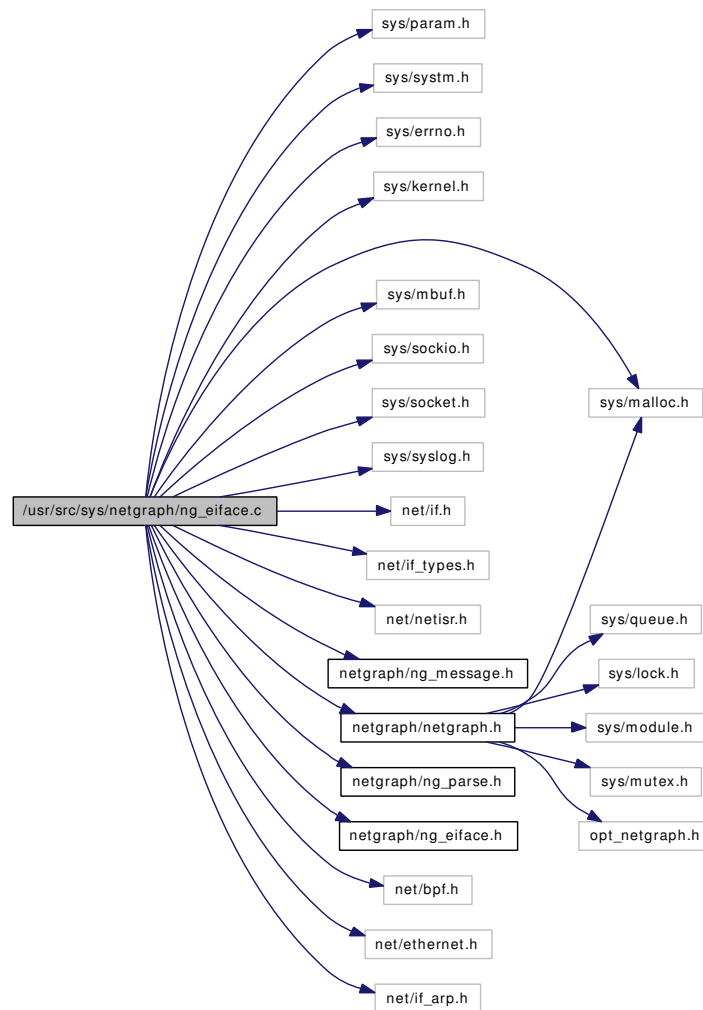 sys/param.h
sys/systm.h
sys/errno.h
sys/kernel.h
sys/mbuf.h
sys/sockio.h
sys/malloc.h
sys/socket.h
sys/syslog.h
/usr/src/sys/netgraph/ng_eiface.c
net/if.h
net/if_types.h
net/netisr.h
sys/queue.h
netgraph/ng_message.h
sys/lock.h
netgraph/netgraph.h
sys/module.h
netgraph/ng_parse.h
sys/mutex.h
netgraph/ng_eiface.h
opt_netgraph.h
net/bpf.h
net/ethernet.h
net/if_arp.h